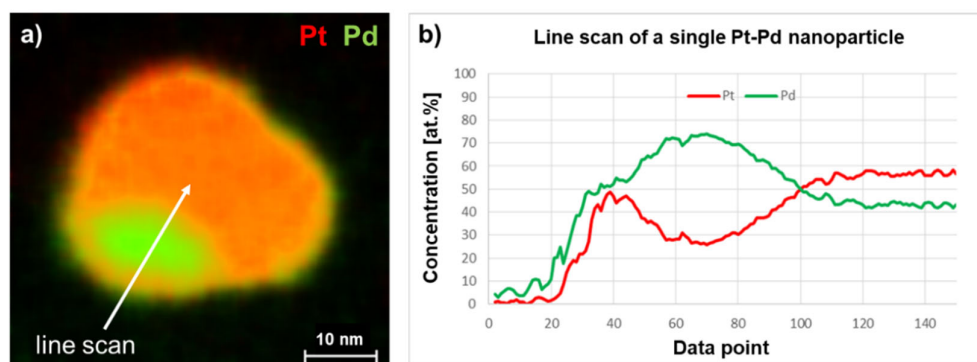 a)
Pt Pd
line scan
10 nm
b)
Line scan of a single Pt-Pd nanoparticle
Pt
Pd
Concentration [at.%]
100
90
80
70
60
50
40
30
20
10
0
0 20 40 60 80 100 120 140
Data point